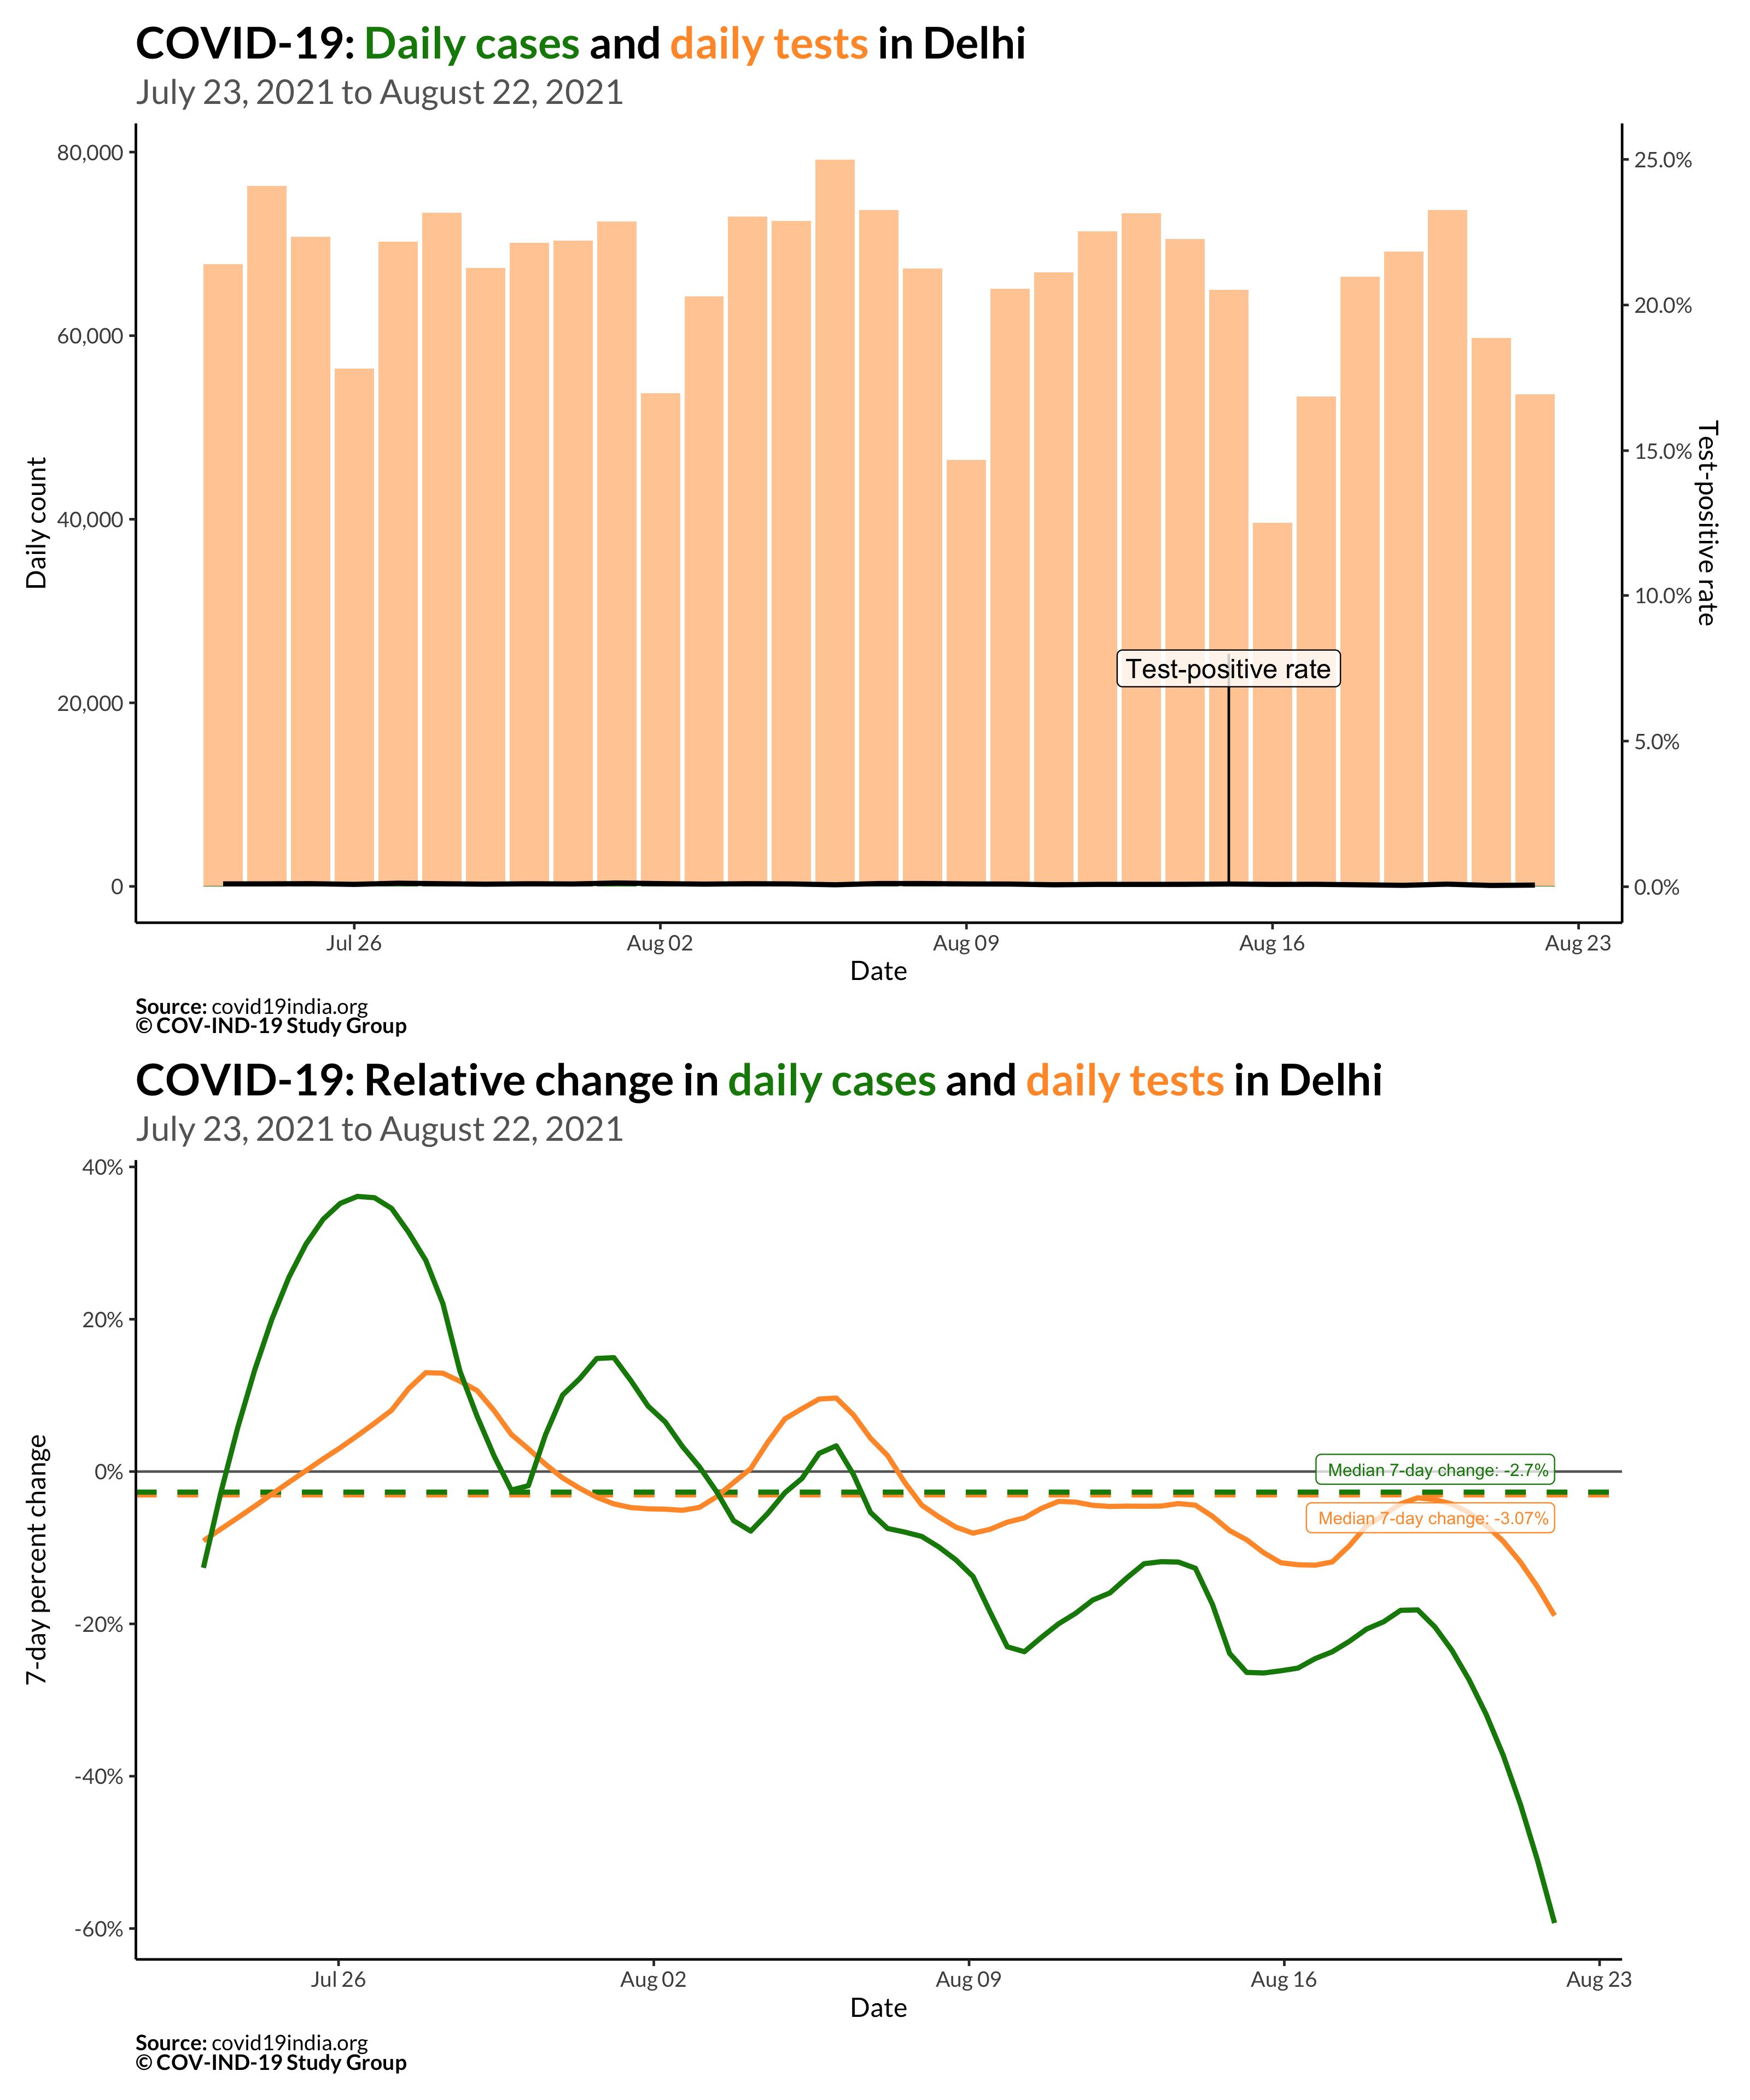 COVID-19: Daily cases and daily tests in Delhi
July 23, 2021 to August 22, 2021
80,000
60,000
40,000
20,000
0
Daily count
25.0%
20.0%
15.0%
10.0%
5.0%
0.0%
Test-positive rate
Test-positive rate
Jul 26
Aug 02
Aug 09
Aug 16
Aug 23
Date
Source: covid19india.org
© COV-IND-19 Study Group
COVID-19: Relative change in daily cases and daily tests in Delhi
July 23, 2021 to August 22, 2021
40%
20%
0%
-20%
-40%
-60%
7-day percent change
Median 7-day change: -2.7%
Median 7-day change: -3.07%
Jul 26
Aug 02
Aug 09
Aug 16
Aug 23
Date
Source: covid19india.org
© COV-IND-19 Study Group